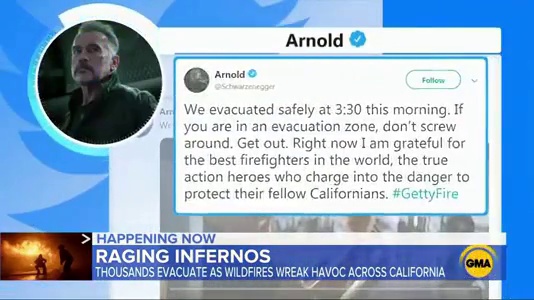 Arnold
Arnold
@Schwarzenegger
Follow
We evacuated safely at 3:30 this morning. If
you are in an evacuation zone, don't screw
around. Get out. Right now I am grateful for
the best firefighters in the world, the true
action heroes who charge into the danger to
protect their fellow Californians. #GettyFire
HAPPENING NOW
RAGING INFERNOS
THOUSANDS EVACUATE AS WILDFIRES WREAK HAVOC ACROSS CALIFORNIA
GMA